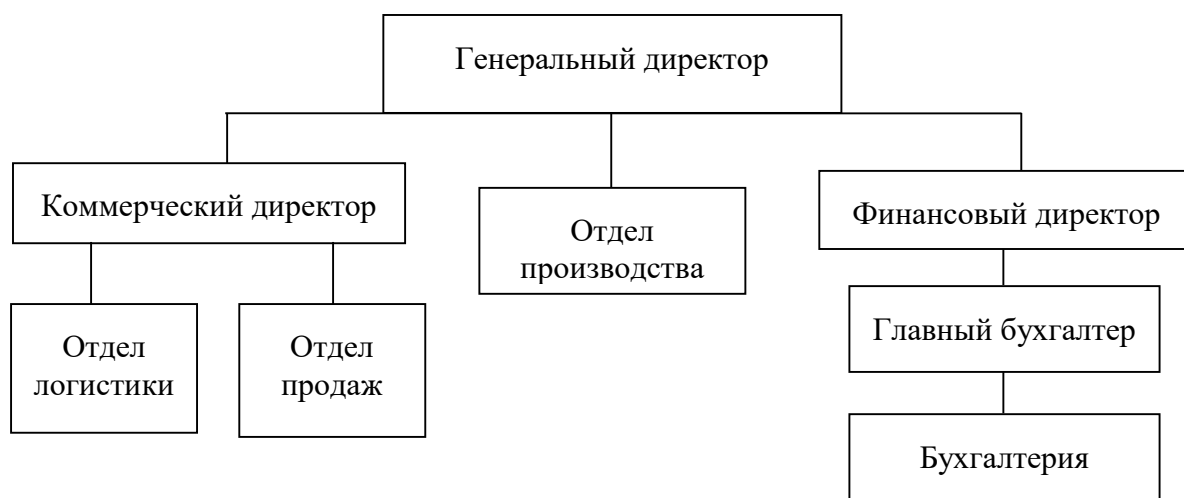 Генеральный директор
Коммерческий директор
Отдел
производства
Финансовый директор
Отдел
логистики
Отдел
продаж
Главный бухгалтер
Бухгалтерия